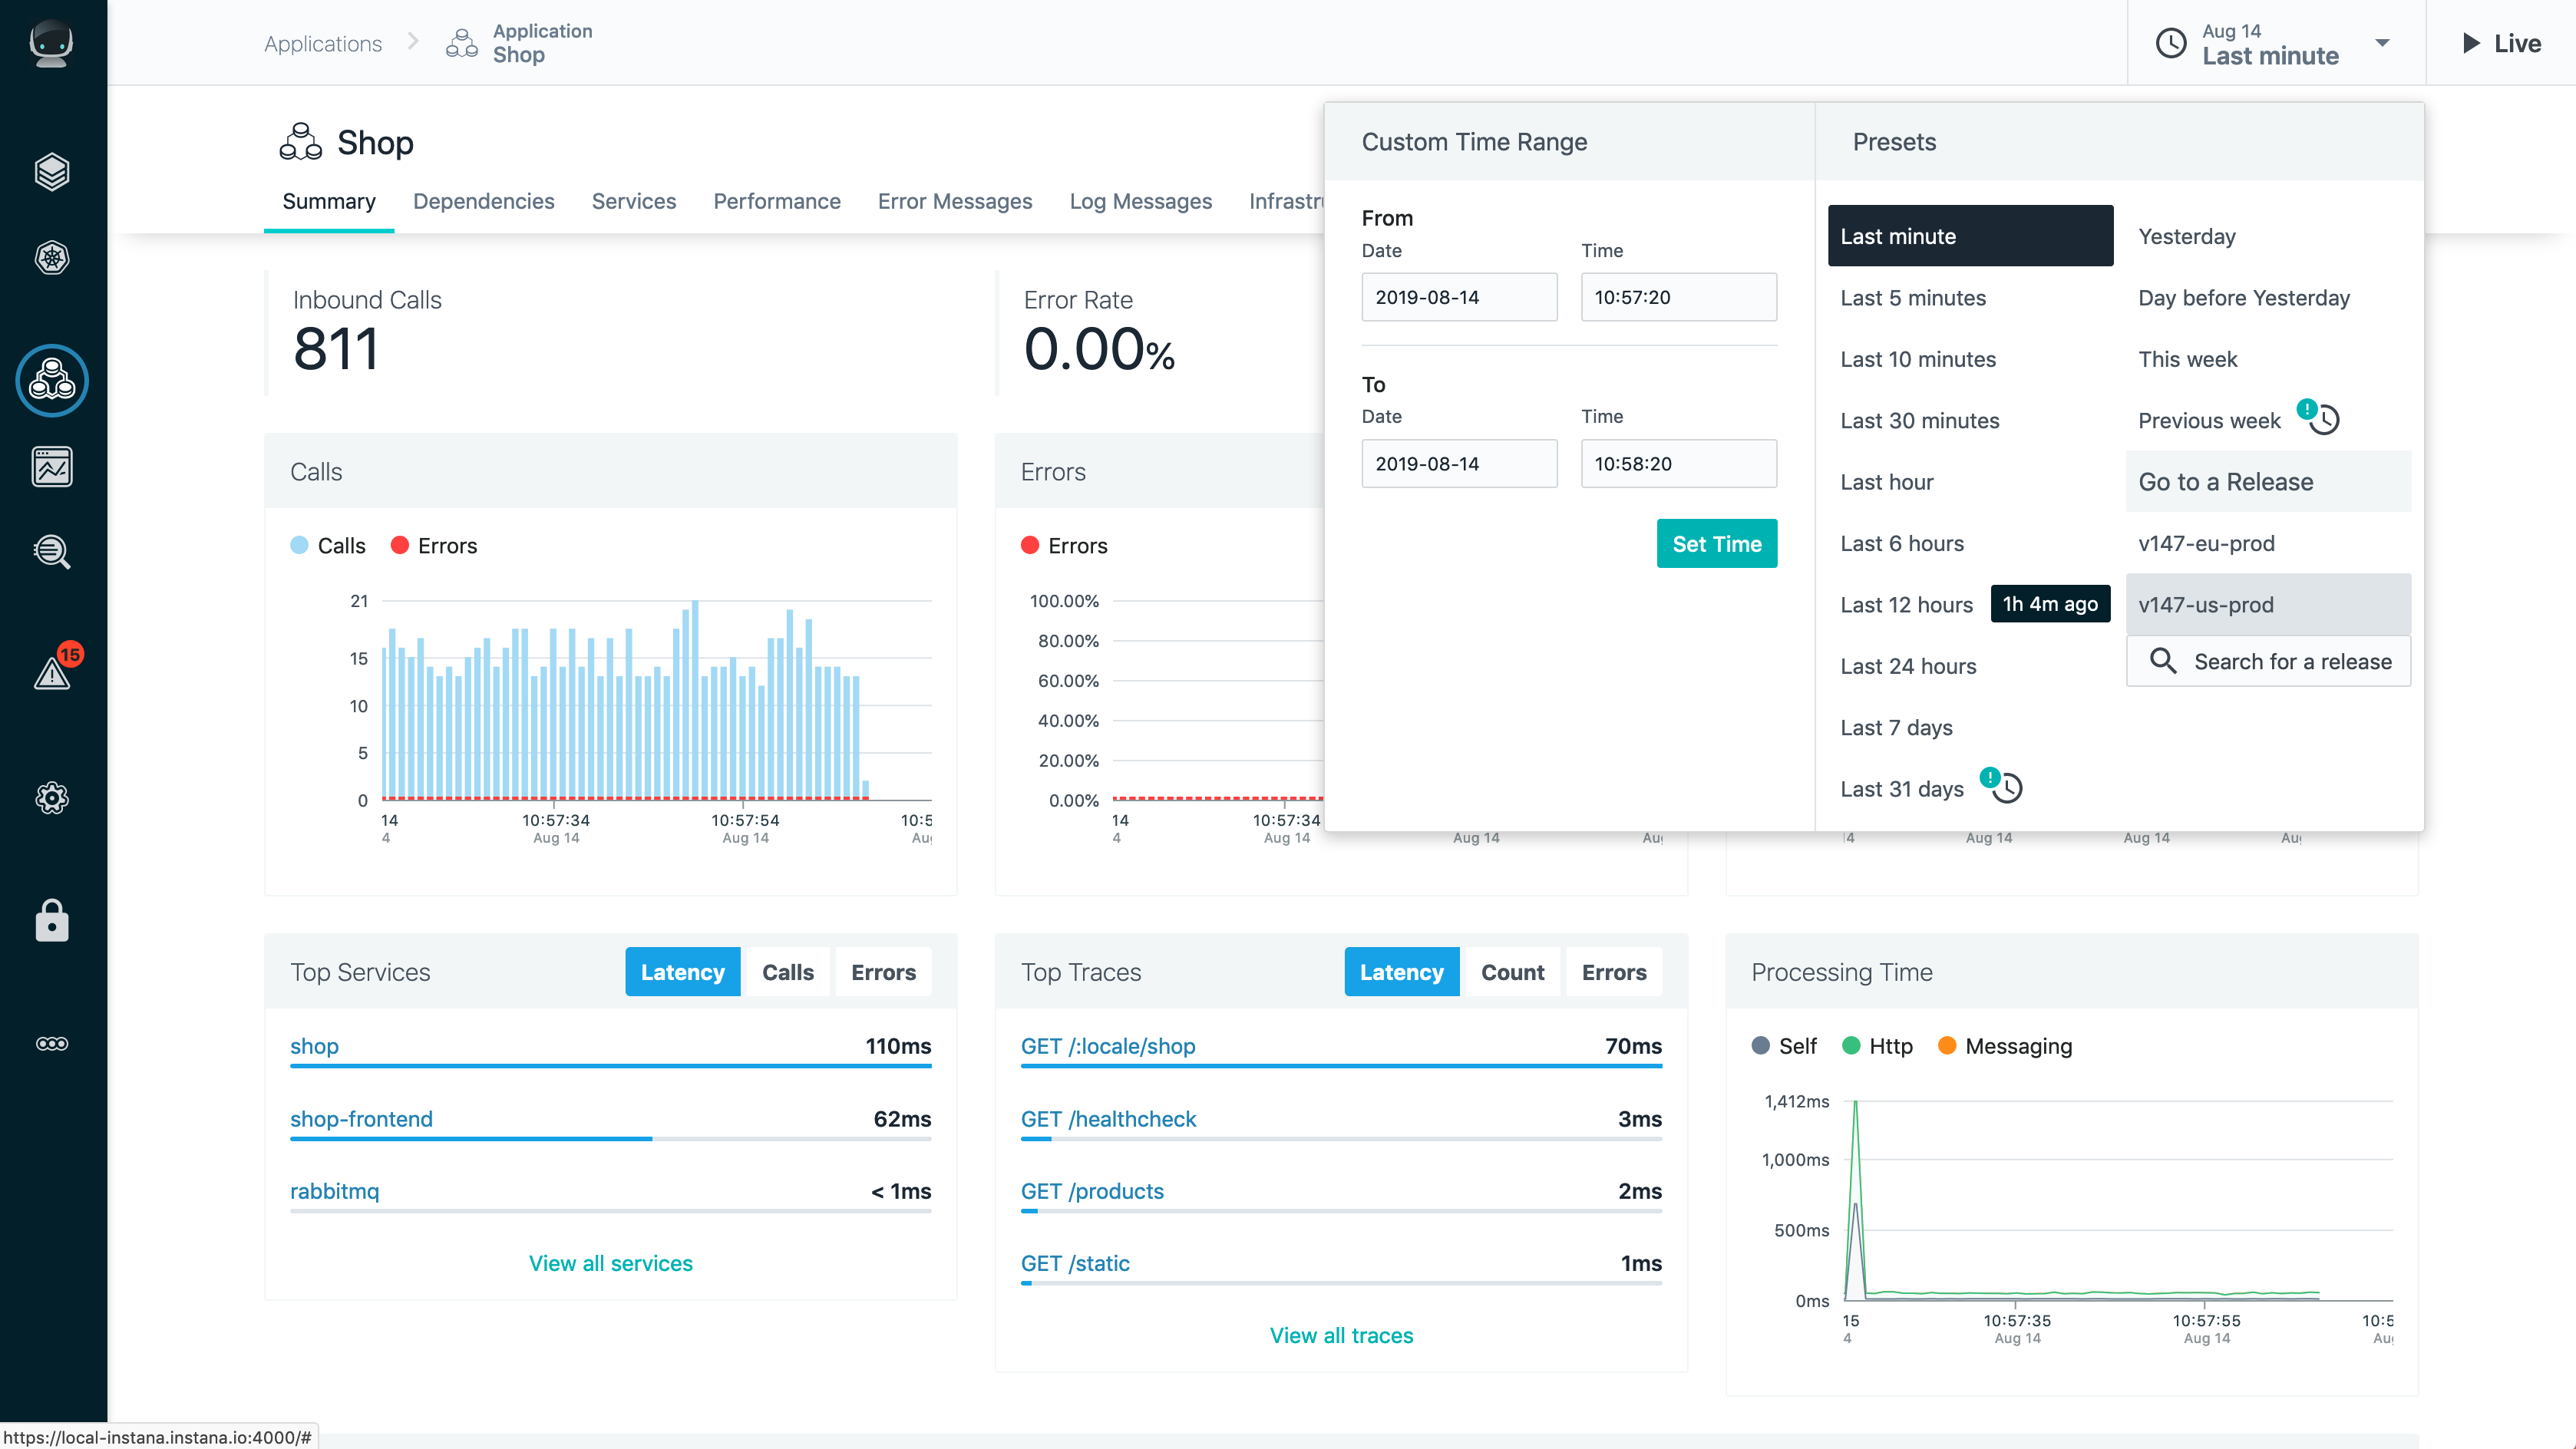 Applications
Application
Shop
Aug 14
Last minute
Live
Shop
Summary Dependencies Services Performance Error Messages Log Messages Infrastru
Custom Time Range
From
Date Time
2019-08-14 10:57:20
To
Date Time
2019-08-14 10:58:20
Set Time
Presets
Last minute
Last 5 minutes
Last 10 minutes
Last 30 minutes
Last hour
Last 6 hours
Last 12 hours
1h 4m ago
Last 24 hours
Last 7 days
Last 31 days
!
Yesterday
Day before Yesterday
This week
Previous week
!
Go to a Release
v147-eu-prod
v147-us-prod
Search for a release
Inbound Calls
811
Error Rate
0.00%
15
Calls
Calls Errors
21
15
10
5
0
14 10:57:34 10:57:54 10:5
4 Aug 14 Aug 14 Au
Errors
Errors
100.00%
80.00%
60.00%
40.00%
20.00%
0.00%
14 10:57:34
4 Aug 14 Aug 14 Au
14 Aug 14 Aug 14 Au
Top Services
Latency Calls Errors
shop 110ms
shop-frontend 62ms
rabbitmq < 1ms
View all services
Top Traces
Latency Count Errors
GET /:locale/shop 70ms
GET /healthcheck 3ms
GET /products 2ms
GET /static 1ms
View all traces
Processing Time
Self Http Messaging
1,412ms
1,000ms
500ms
0ms
15 10:57:35 10:57:55 10:5
4 Aug 14 Aug 14 Au
https://local-instana.instana.io:4000/#